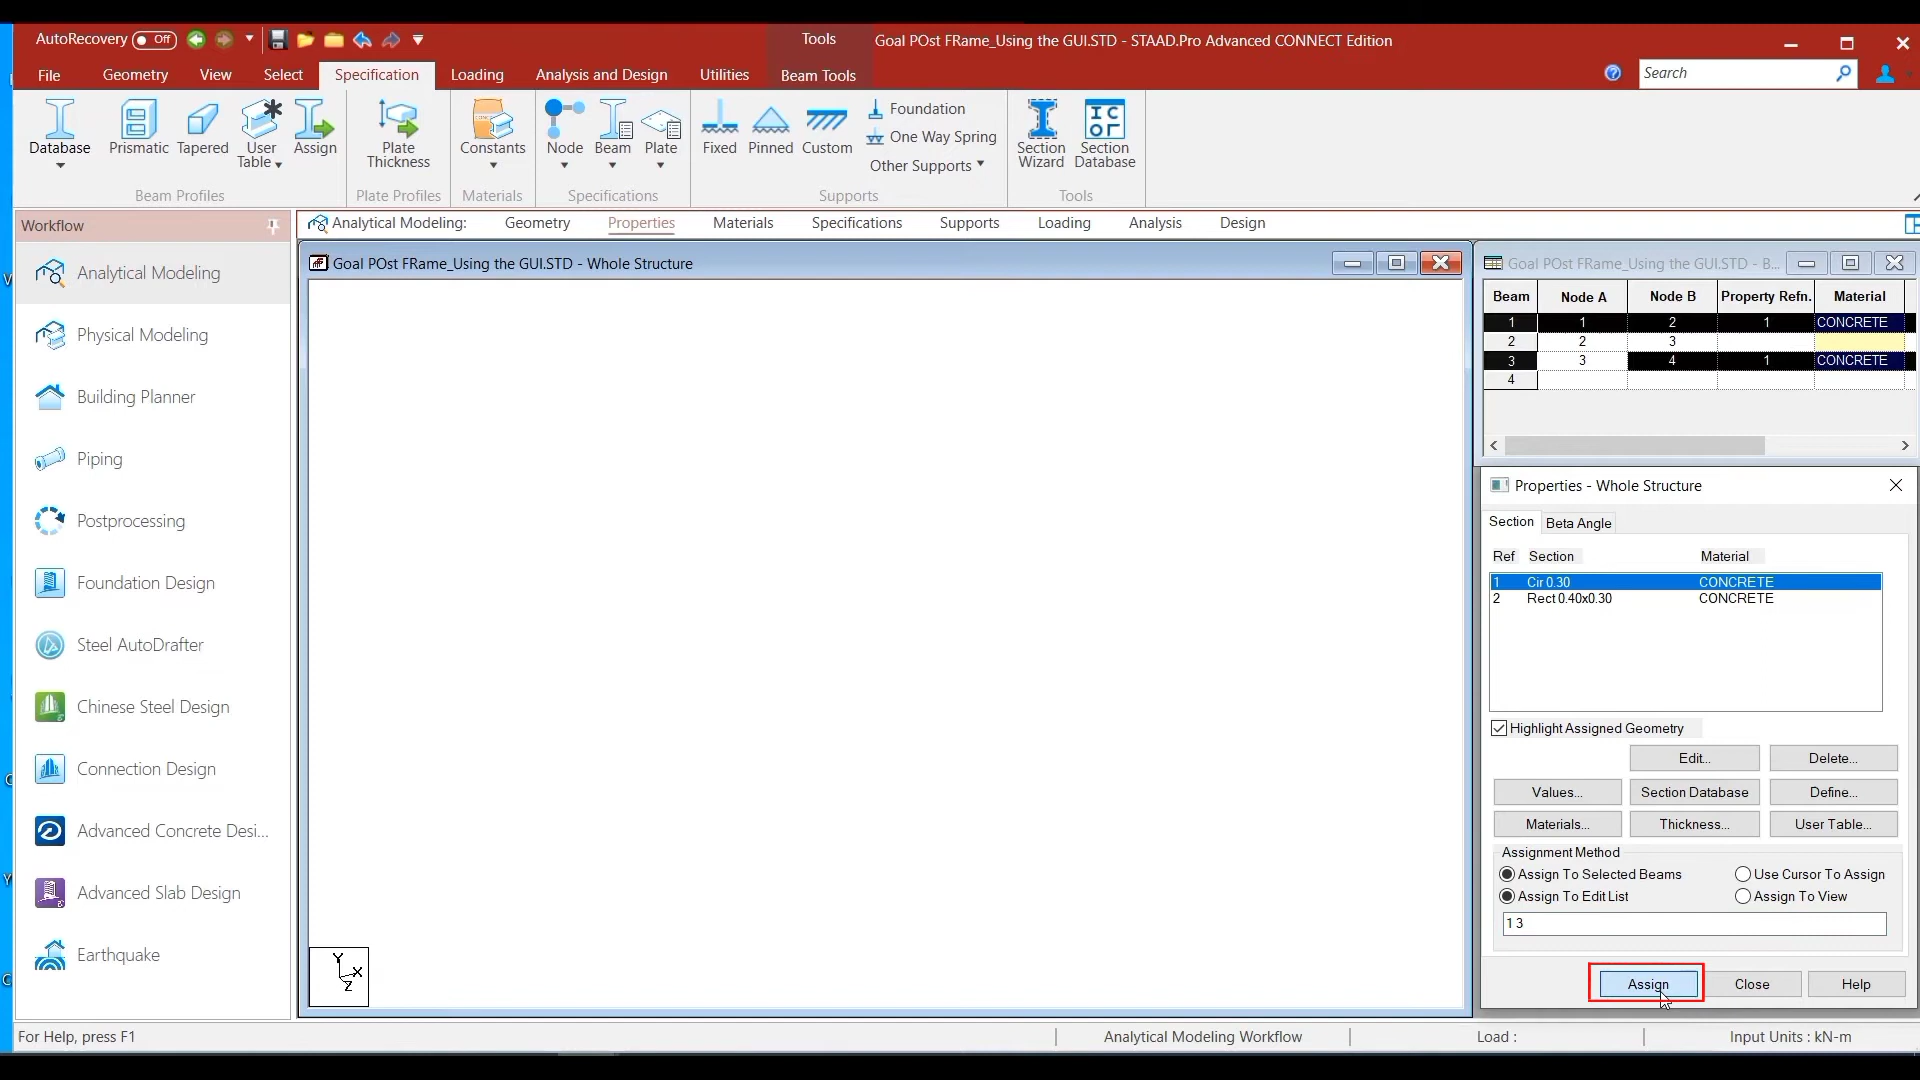 AutoRecovery Off
Tools
Goal POst FRame_Using the GUI.STD - STAAD.Pro Advanced CONNECT Edition
File Geometry View Select Specification Loading Analysis and Design Utilities Beam Tools
Search
Database Prismatic Tapered User Table Assign
Plate Thickness
Constants
Node Beam Plate
Fixed Pinned Custom
Foundation
One Way Spring
Other Supports
Section Wizard Section Database
Beam Profiles Plate Profiles Materials Specifications Supports Tools
Workflow
Analytical Modeling: Geometry Properties Materials Specifications Supports Loading Analysis Design
Analytical Modeling
Physical Modeling
Building Planner
Piping
Postprocessing
Foundation Design
Steel AutoDrafter
Chinese Steel Design
Connection Design
Advanced Concrete Desi...
Advanced Slab Design
Earthquake
Goal POst FRame_Using the GUI.STD - Whole Structure
Y
X
Z
Goal POst FRame_Using the GUI.STD - B...
Beam Node A Node B Property Refn. Material
1 1 2 1 CONCRETE
2 2 3
3 3 4 1 CONCRETE
4
Properties - Whole Structure
Section Beta Angle
Ref Section Material
1 Cir 0.30 CONCRETE
2 Rect 0.40x0.30 CONCRETE
Highlight Assigned Geometry
Edit... Delete...
Values... Section Database Define...
Materials... Thickness... User Table...
Assignment Method
Assign To Selected Beams Use Cursor To Assign
Assign To Edit List Assign To View
1 3
Assign Close Help
For Help, press F1
Analytical Modeling Workflow
Load :
Input Units : kN-m